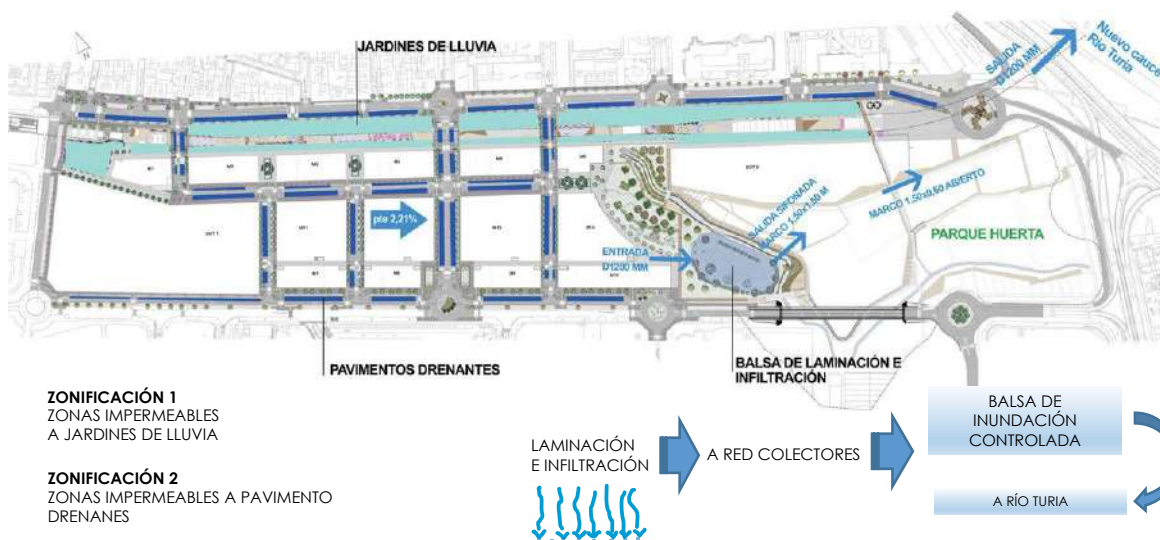 JARDINES DE LLUVIA
SALIDA
D1200 MM
Nuevo cauce
Río Turia
pte 2,21%
ENTRADA
D1200 MM
SALIDA SIFONADA
MARCO 1,50x1,50 M
MARCO 1,50x0,60 ABIERTO
PARQUE HUERTA
PAVIMENTOS DRENANTES
BALSA DE LAMINACIÓN E
INFILTRACIÓN
ZONIFICACIÓN 1
ZONAS IMPERMEABLES
A JARDINES DE LLUVIA
ZONIFICACIÓN 2
ZONAS IMPERMEABLES A PAVIMENTO
DRENANES
LAMINACIÓN
E INFILTRACIÓN
A RED COLECTORES
BALSA DE
INUNDACIÓN
CONTROLADA
A RÍO TURIA